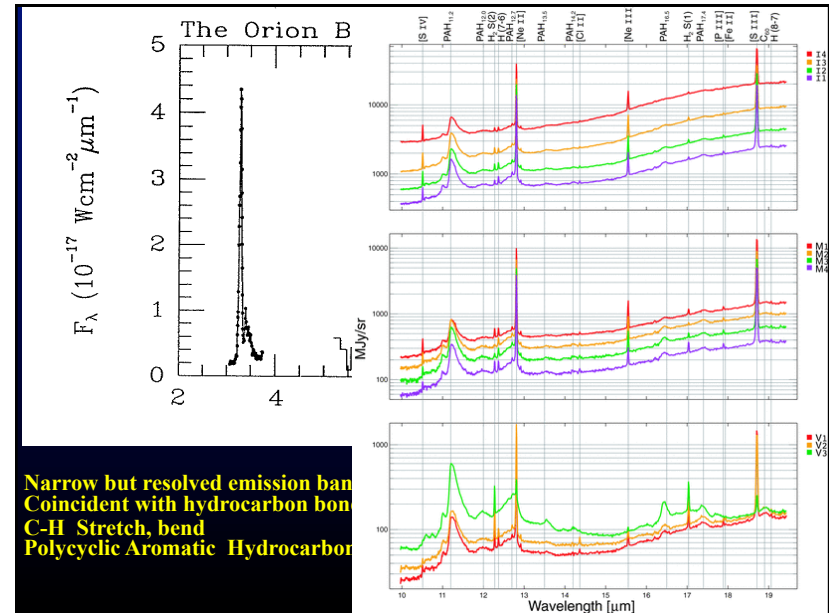 The Orion B
5
4
3
2
1
0
F_λ (10⁻¹⁷ Wcm⁻²μm⁻¹)
2
4
Narrow but resolved emission ban
Coincident with hydrocarbon bon
C-H Stretch, bend
Polycyclic Aromatic Hydrocarbon
[S IV]
PAH11.2
PAH12.0
H2 S(2)
H (7-6)
PAH12.7
[Ne II]
PAH13.5
PAH14.2
[Cl II]
[Ne III]
PAH16.5
H2 S(1)
PAH17.4
[P III]
[Fe II]
[S III]
C60
H (8-7)
I4
I3
I2
I1
10000
1000
M1
M2
M3
M4
10000
1000
100
MJy/sr
V1
V2
V3
1000
100
10 11 12 13 14 15 16 17 18 19
Wavelength [μm]